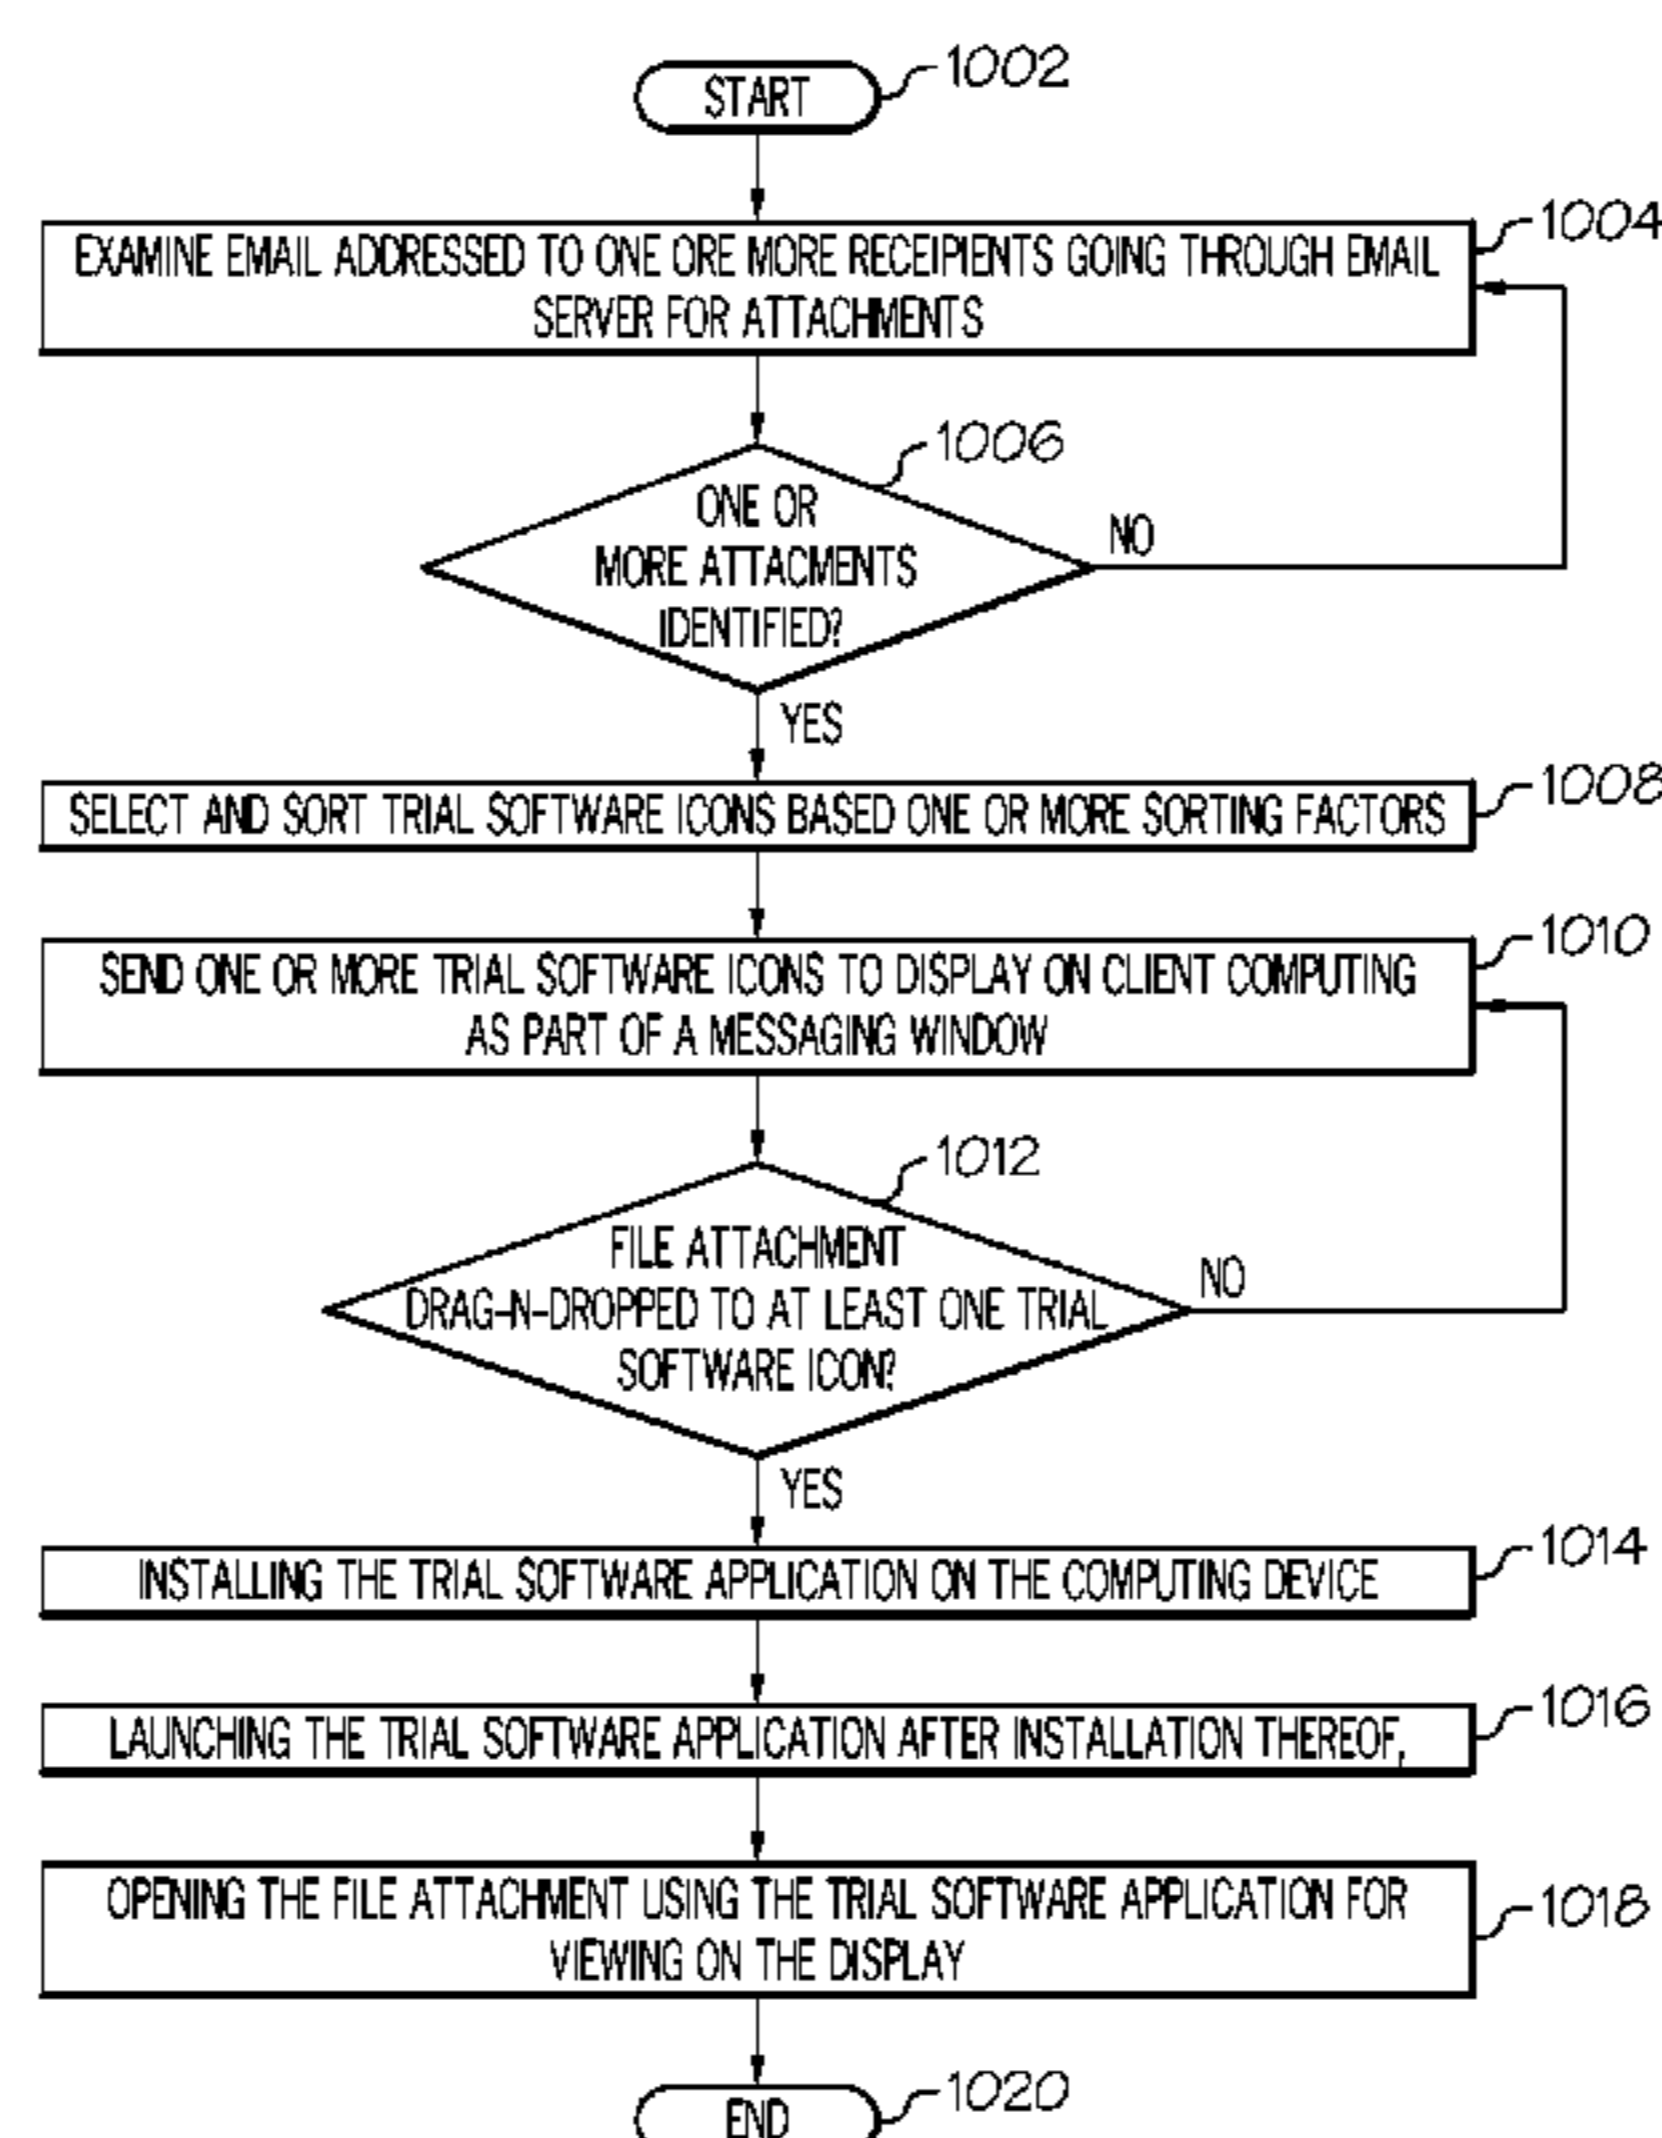 START
1002
1004
EXAMINE EMAIL ADDRESSED TO ONE ORE MORE RECEIPIENTS GOING THROUGH EMAIL
SERVER FOR ATTACHMENTS
1006
ONE OR
MORE ATTACMENTS
IDENTIFIED?
NO
YES
1008
SELECT AND SORT TRIAL SOFTWARE ICONS BASED ONE OR MORE SORTING FACTORS
1010
SEND ONE OR MORE TRIAL SOFTWARE ICONS TO DISPLAY ON CLIENT COMPUTING
AS PART OF A MESSAGING WINDOW
1012
FILE ATTACHMENT
DRAG-N-DROPPED TO AT LEAST ONE TRIAL
SOFTWARE ICON?
NO
YES
1014
INSTALLING THE TRIAL SOFTWARE APPLICATION ON THE COMPUTING DEVICE
1016
LAUNCHING THE TRIAL SOFTWARE APPLICATION AFTER INSTALLATION THEREOF,
1018
OPENING THE FILE ATTACHMENT USING THE TRIAL SOFTWARE APPLICATION FOR
VIEWING ON THE DISPLAY
1020
END